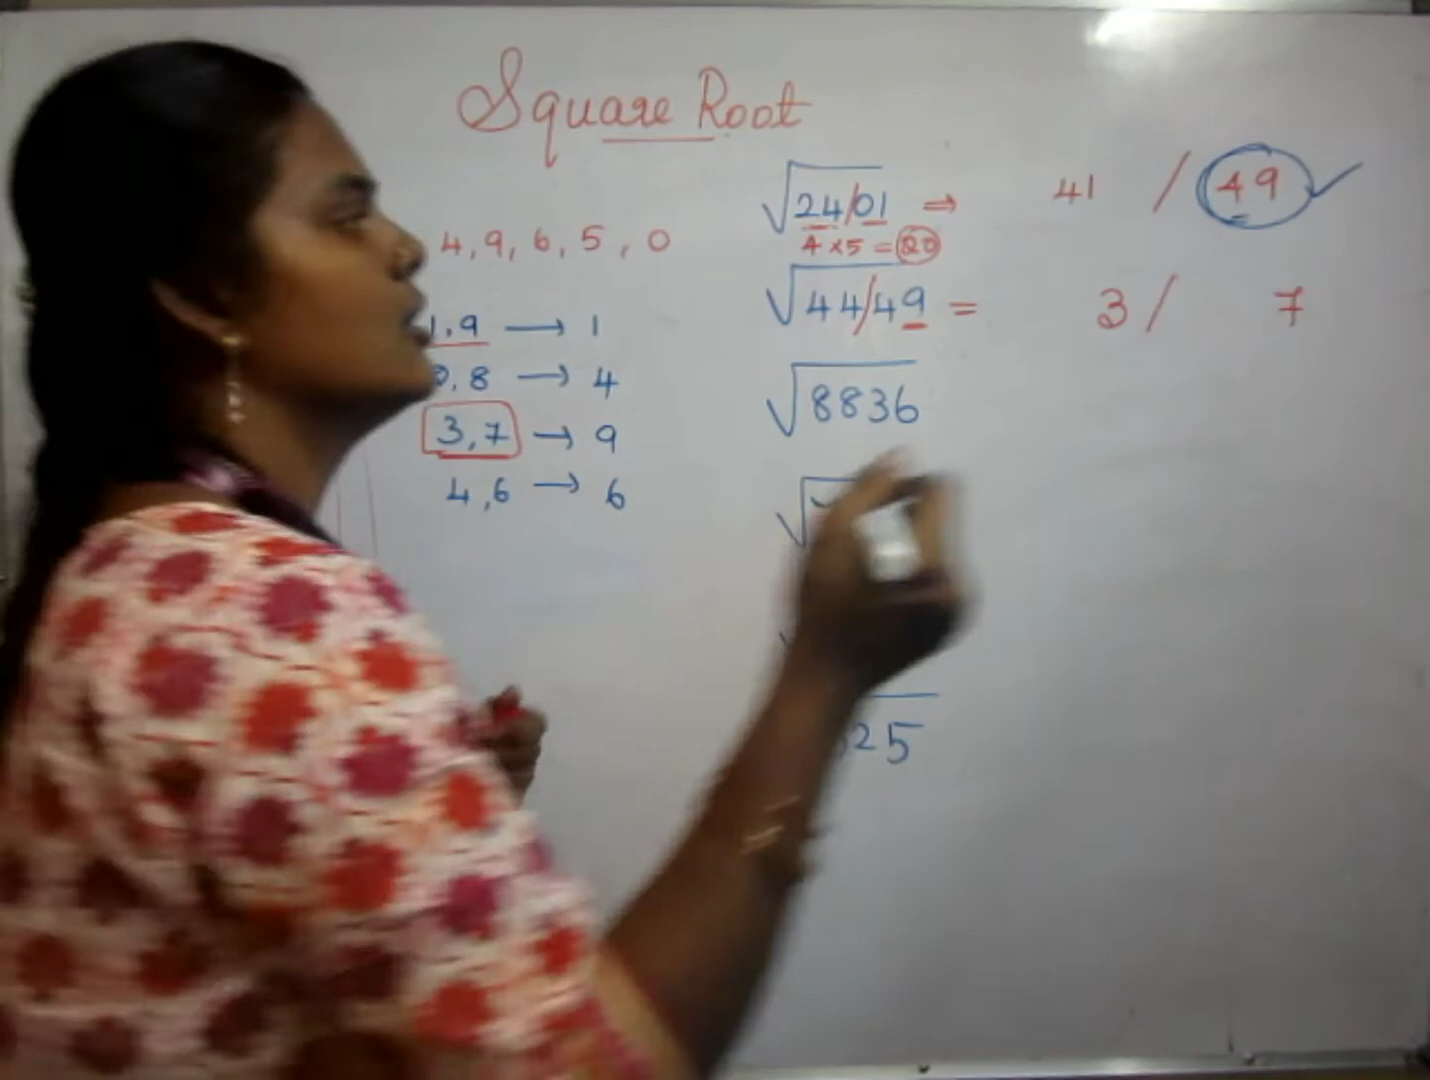 Square Root
√24/01 ⇒ 41 / 49 ✓
4, 9, 6, 5, 0
4 × 5 = 20
√44/49 = 3 / 7
1, 9 → 1
, 8 → 4
√8836
3, 7 → 9
4, 6 → 6
25